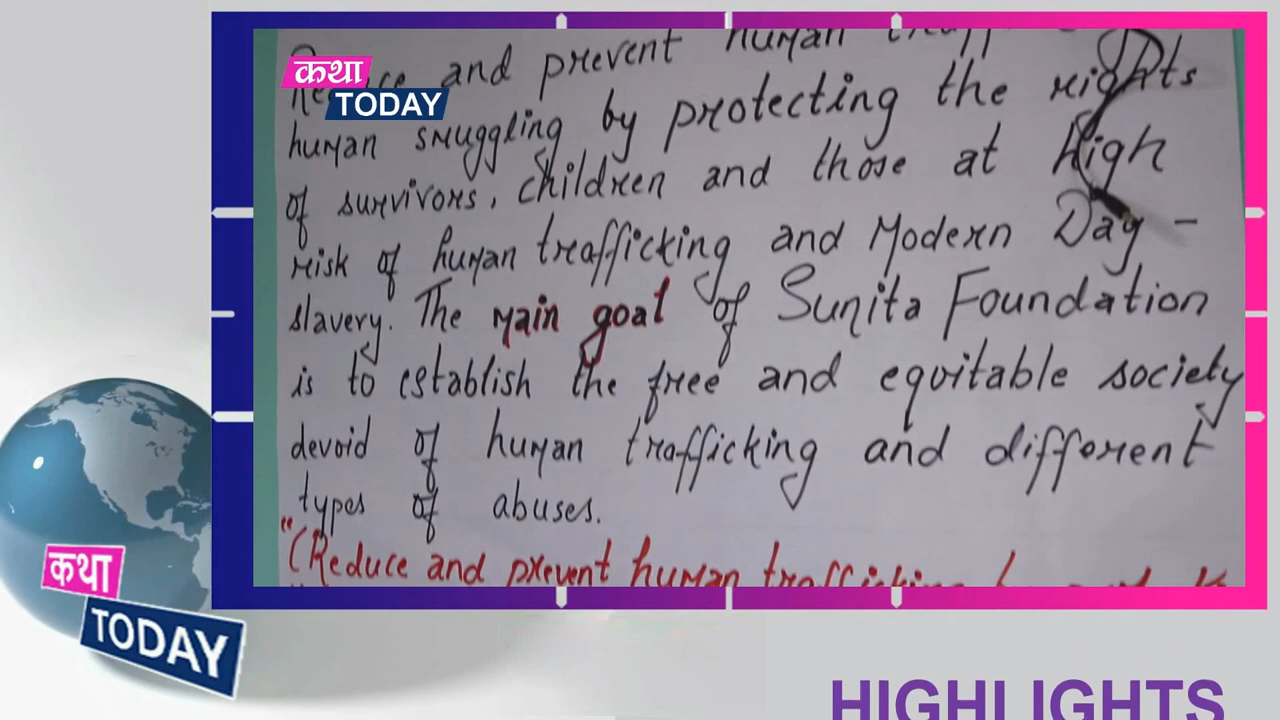 कथा
TODAY
and prevent human
human smuggling by protecting the rights
of survivors, children and those at High
risk of human trafficking and Modern Day -
slavery. The main goal of Sunita Foundation
is to establish the free and equitable society
devoid of human trafficking and different
types of abuses.
"(Reduce and prevent human trafficking
कथा
TODAY
HIGHLIGHTS